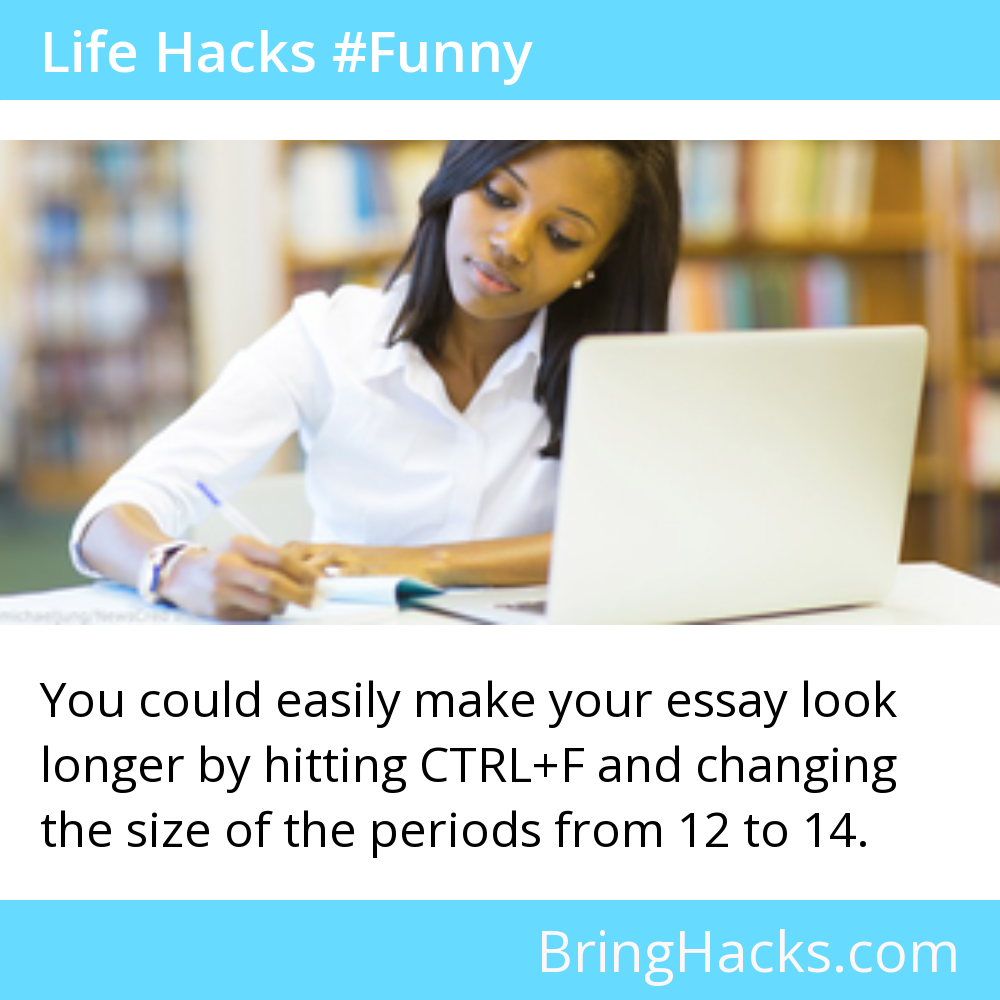 Life Hacks #Funny
You could easily make your essay look
longer by hitting CTRL+F and changing
the size of the periods from 12 to 14.
BringHacks.com